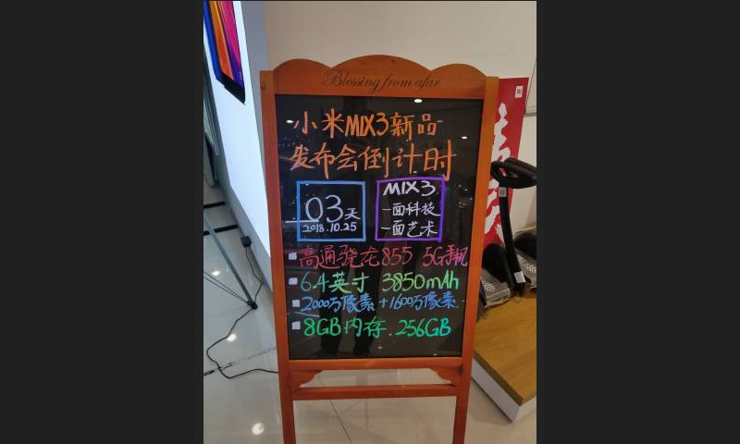 Blessing from afar
小米MIX3新品
发布会倒计时
03天
2018.10.25
MIX3
一面科技
一面艺术
高通骁龙855 5G手机
6.4英寸 3850mAh
2000万像素+1600万像素
8GB内存.256GB